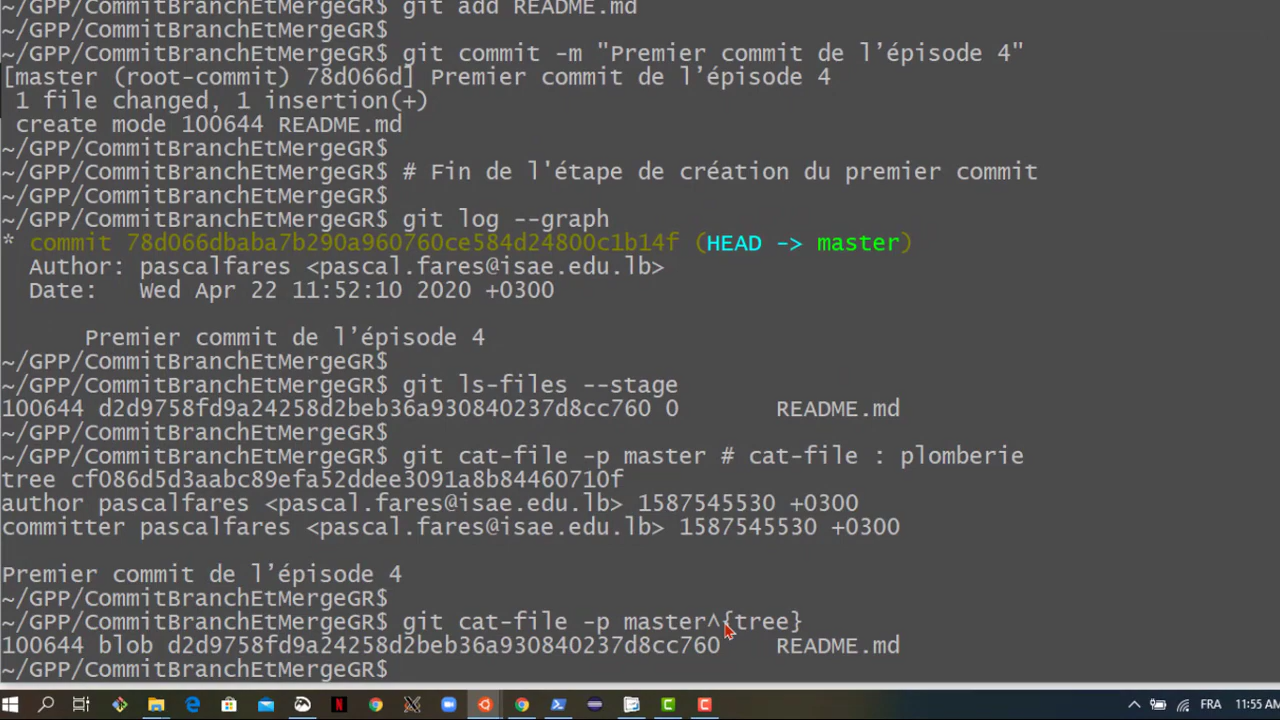 ~/GPP/CommitBranchEtMergeGR$ git add README.md
~/GPP/CommitBranchEtMergeGR$
~/GPP/CommitBranchEtMergeGR$ git commit -m "Premier commit de l’épisode 4"
[master (root-commit) 78d066d] Premier commit de l’épisode 4
 1 file changed, 1 insertion(+)
 create mode 100644 README.md
~/GPP/CommitBranchEtMergeGR$
~/GPP/CommitBranchEtMergeGR$ # Fin de l'étape de création du premier commit
~/GPP/CommitBranchEtMergeGR$
~/GPP/CommitBranchEtMergeGR$ git log --graph
* commit 78d066dbaba7b290a960760ce584d24800c1b14f (HEAD -> master)
  Author: pascalfares <pascal.fares@isae.edu.lb>
  Date:   Wed Apr 22 11:52:10 2020 +0300
      Premier commit de l’épisode 4
~/GPP/CommitBranchEtMergeGR$
~/GPP/CommitBranchEtMergeGR$ git ls-files --stage
100644 d2d9758fd9a24258d2beb36a930840237d8cc760 0       README.md
~/GPP/CommitBranchEtMergeGR$
~/GPP/CommitBranchEtMergeGR$ git cat-file -p master # cat-file : plomberie
tree cf086d5d3aabc89efa52ddee3091a8b84460710f
author pascalfares <pascal.fares@isae.edu.lb> 1587545530 +0300
committer pascalfares <pascal.fares@isae.edu.lb> 1587545530 +0300
Premier commit de l’épisode 4
~/GPP/CommitBranchEtMergeGR$
~/GPP/CommitBranchEtMergeGR$ git cat-file -p master^{tree}
100644 blob d2d9758fd9a24258d2beb36a930840237d8cc760    README.md
~/GPP/CommitBranchEtMergeGR$
FR 11:55 AM